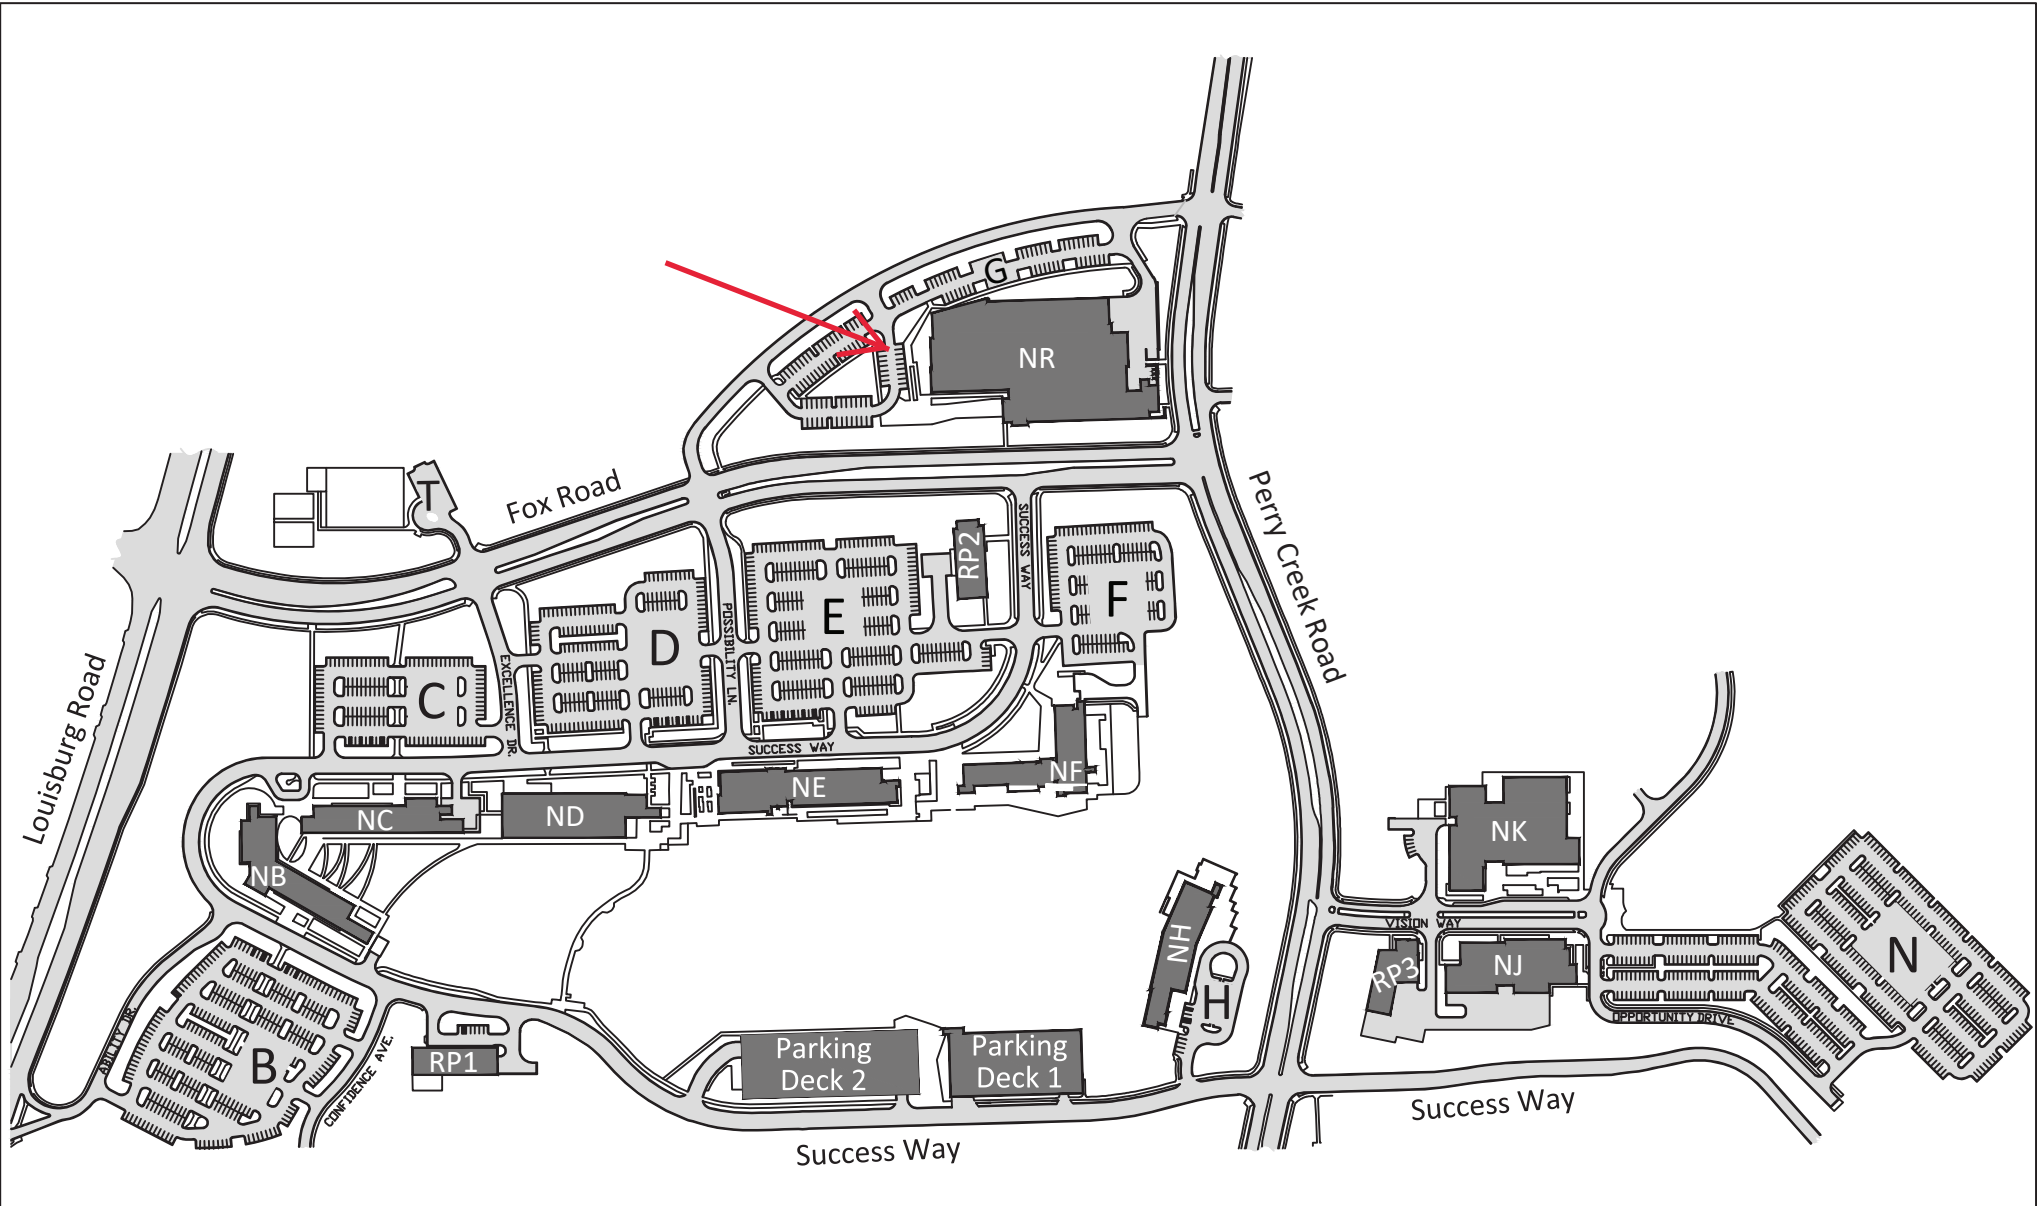 G
NR
T
Fox Road
SUCCESS WAY
RP2
Perry Creek Road
F
E
D
POSSIBILITY LN.
C
EXCELLENCE DR.
Louisburg Road
SUCCESS WAY
NF
NE
NC
ND
NB
NK
VISION WAY
NH
RP3
NJ
N
H
OPPORTUNITY DRIVE
ABILITY DR.
B
CONFIDENCE AVE.
RP1
Parking
Deck 2
Parking
Deck 1
Success Way
Success Way